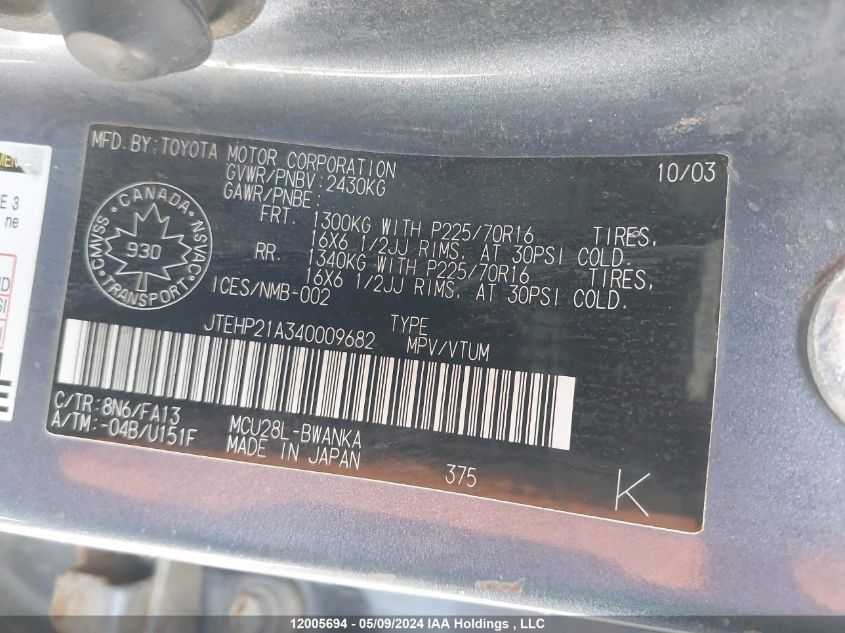 MFD. BY: TOYOTA MOTOR CORPORATION 10/03
GVWR/PNBV: 2430KG
GAWR/PNBE:
FRT. 1300KG WITH P225/70R16 TIRES,
16X6 1/2JJ RIMS. AT 30PSI COLD.
RR. 1340KG WITH P225/70R16 TIRES,
16X6 1/2JJ RIMS. AT 30PSI COLD.
ICES/NMB-002
CANADA
CMVSS NSVAC
930
TRANSPORT
JTEHP21A340009682 TYPE
MPV/VTUM
C/TR: 8N6/FA13
A/TM: -04B/U151F
MCU28L-BWANKA
MADE IN JAPAN
375
K
E 3
ne
12005694 - 05/09/2024 IAA Holdings, LLC